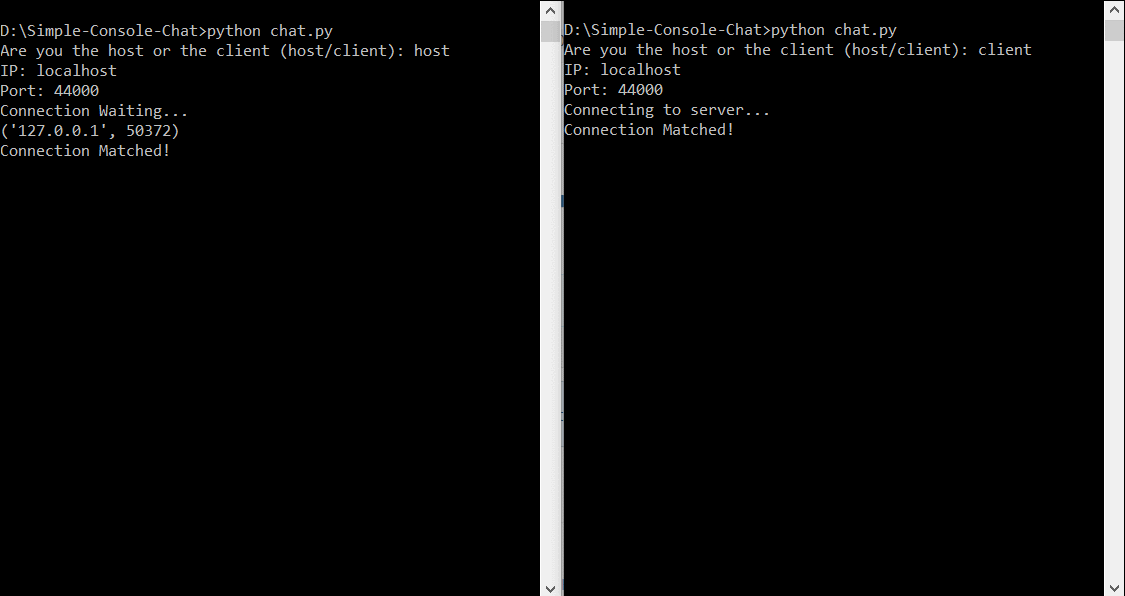 D:\Simple-Console-Chat>python chat.py
Are you the host or the client (host/client): host
IP: localhost
Port: 44000
Connection Waiting...
('127.0.0.1', 50372)
Connection Matched!
D:\Simple-Console-Chat>python chat.py
Are you the host or the client (host/client): client
IP: localhost
Port: 44000
Connecting to server...
Connection Matched!